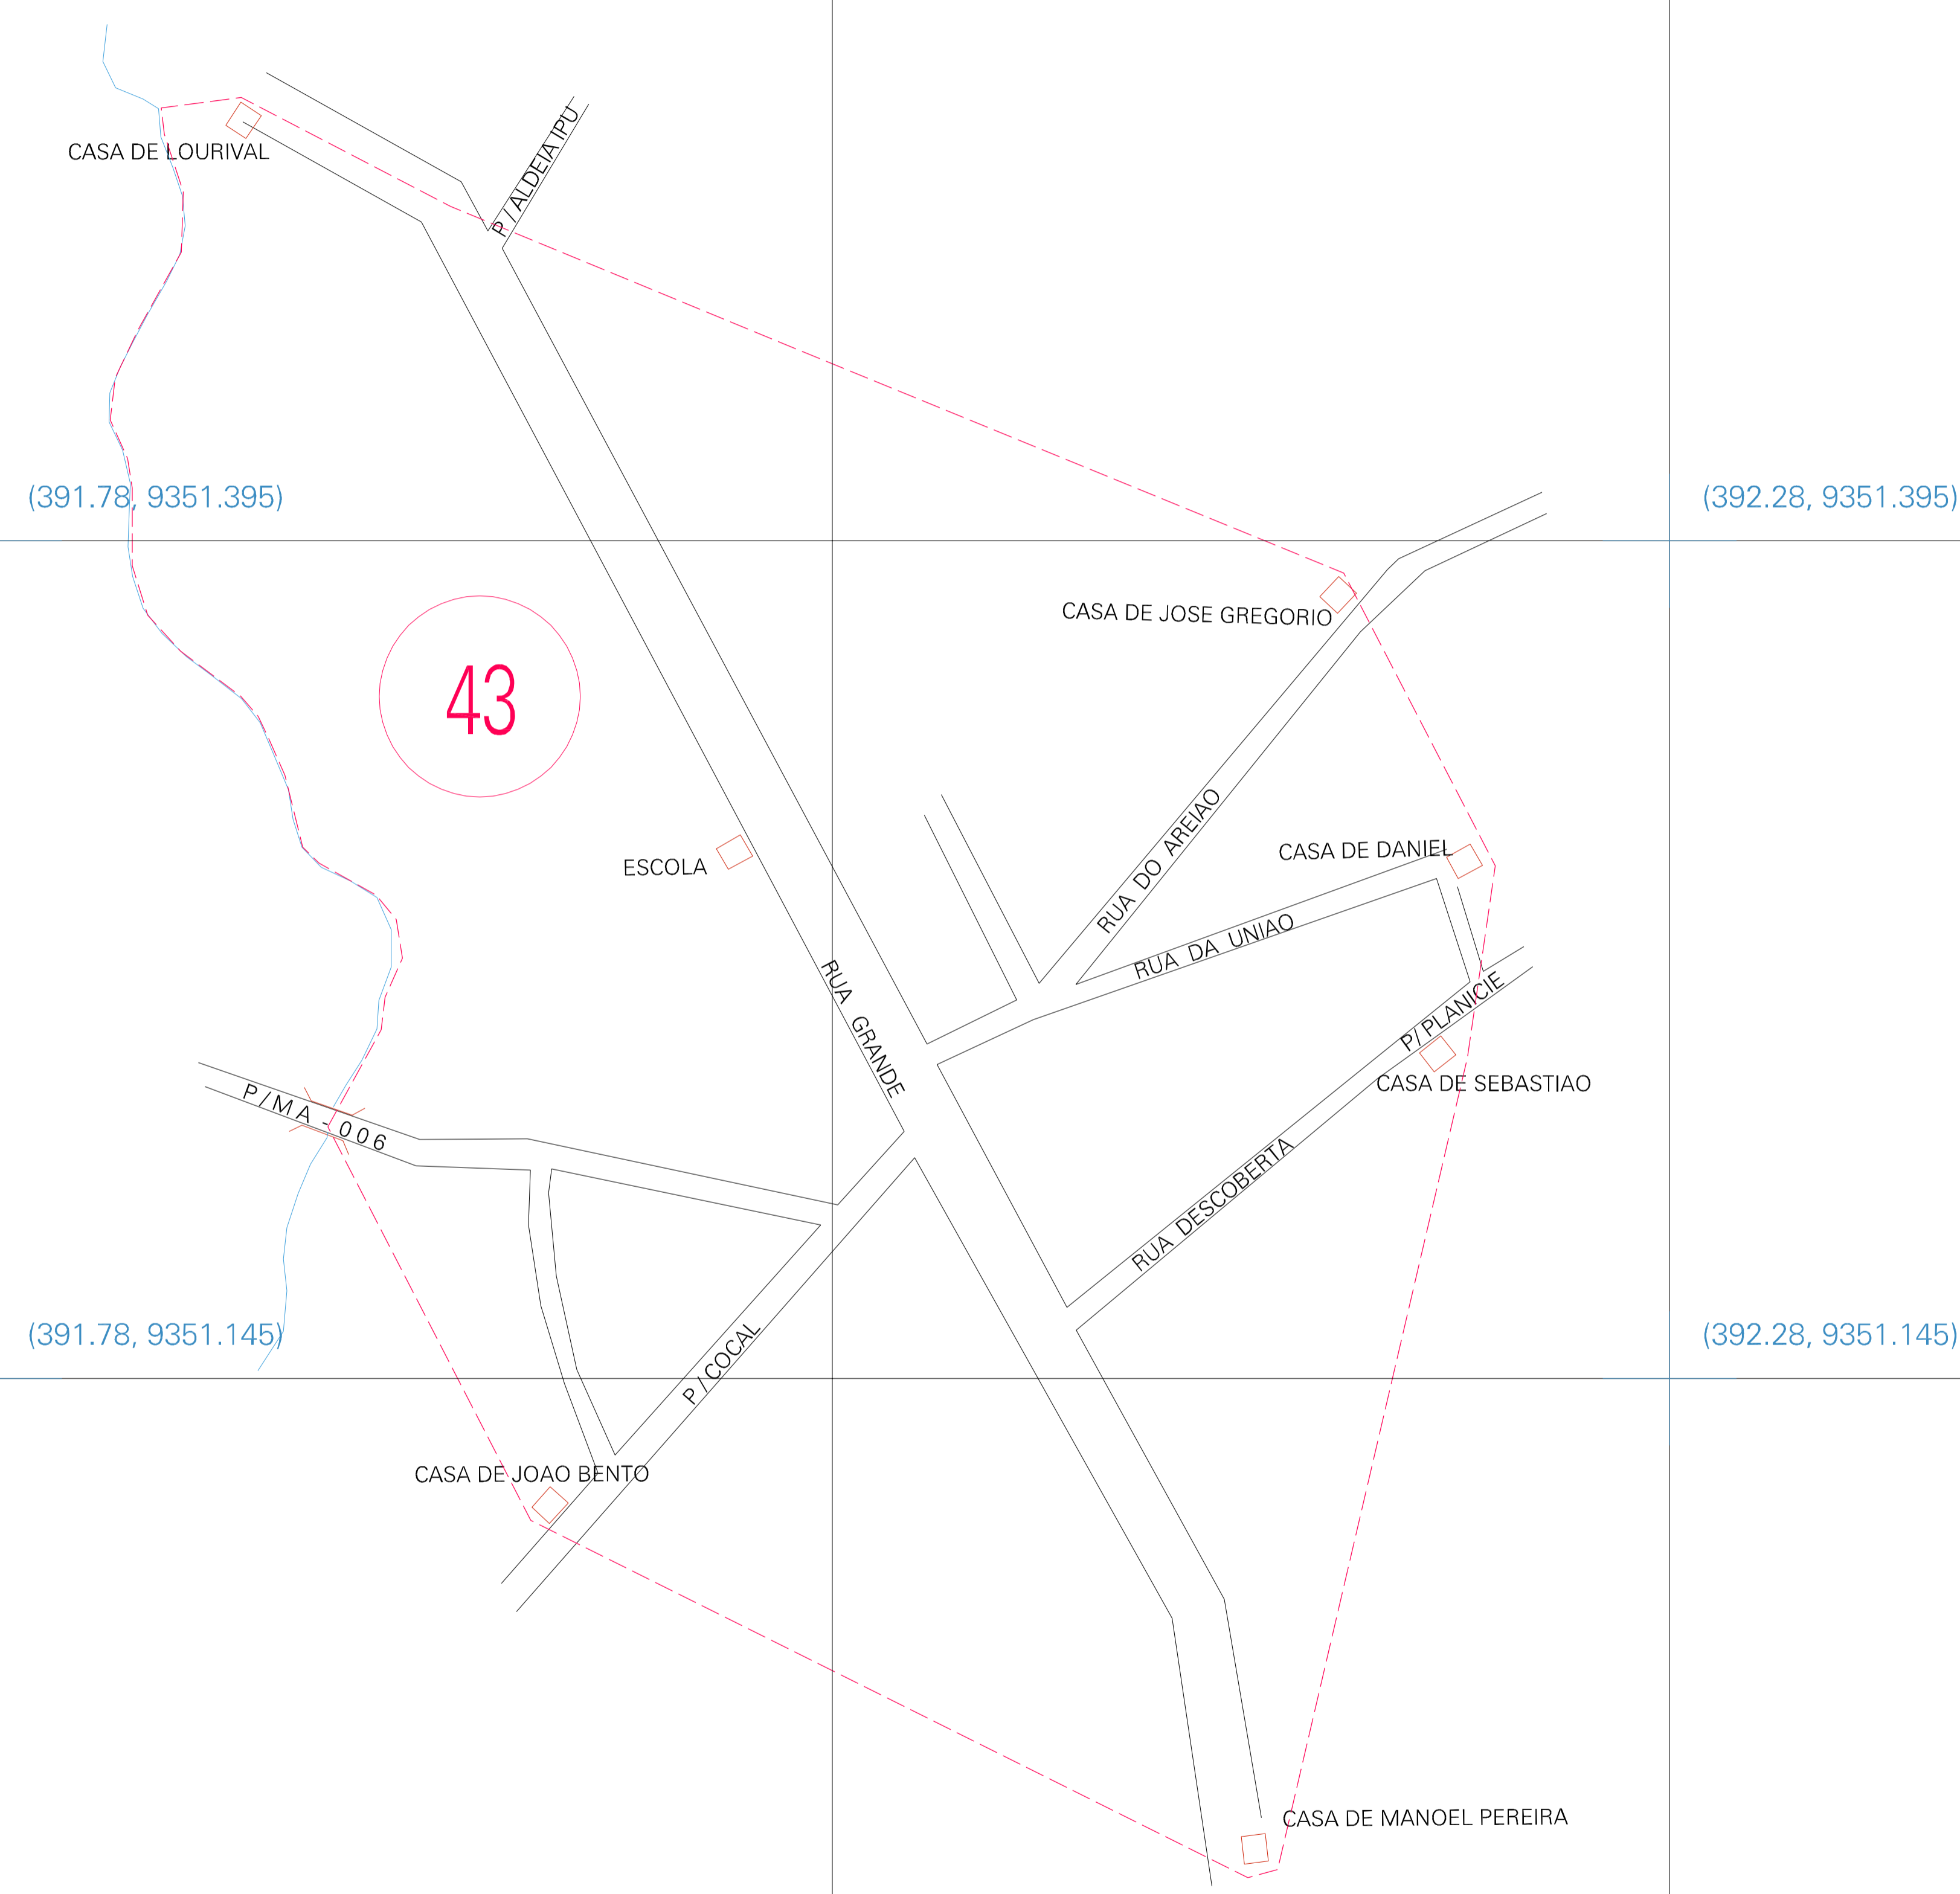 P/ALDEIA IPU
CASA DE LOURIVAL
(391.78, 9351.395)
(392.28, 9351.395)
CASA DE JOSE GREGORIO
43
RUA DO AREIAO
CASA DE DANIEL
ESCOLA
RUA DA UNIAO
RUA GRANDE
P/PLANICIE
CASA DE SEBASTIAO
P/MA-006
RUA DESCOBERTA
(391.78, 9351.145)
(392.28, 9351.145)
P/COCAL
CASA DE JOAO BENTO
CASA DE MANOEL PEREIRA